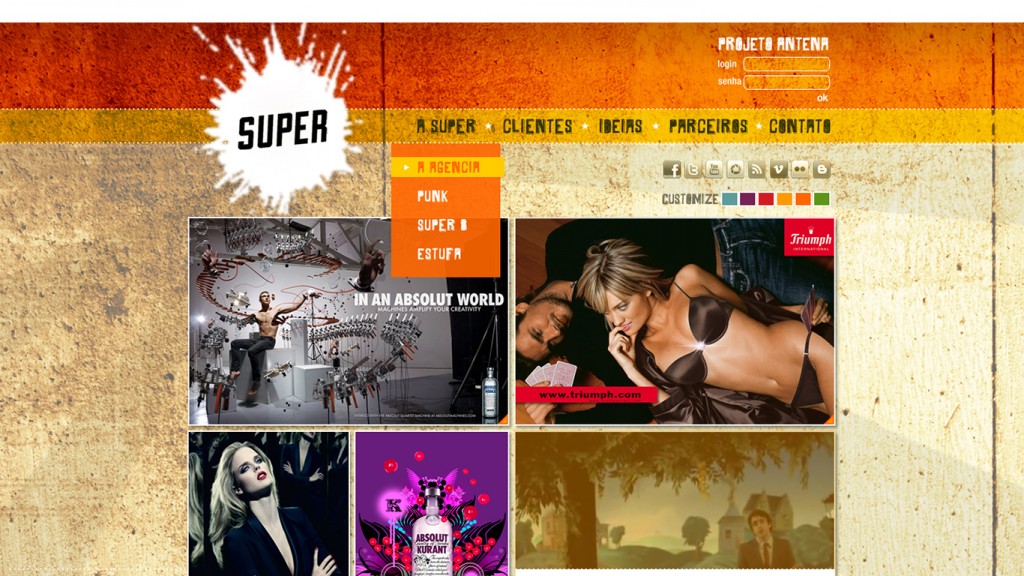 PROJETO ANTENA
login
senha
ok
SUPER
A SUPER CLIENTES IDEIAS PARCEIROS CONTATO
A AGENCIA
PUNK
SUPER B
ESTUFA
CUSTOMIZE
IN AN ABSOLUT WORLD
MACHINES AMPLIFY YOUR CREATIVITY
Triumph
INTERNATIONAL
www.triumph.com
K
ABSOLUT
KURANT